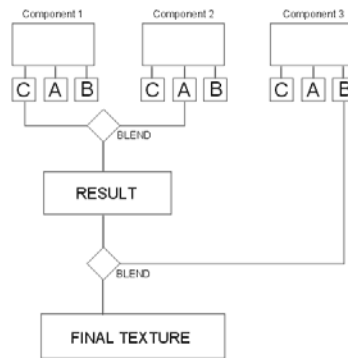 Component 1 Component 2 Component 3
C A B C A B C A B
BLEND
RESULT
BLEND
FINAL TEXTURE